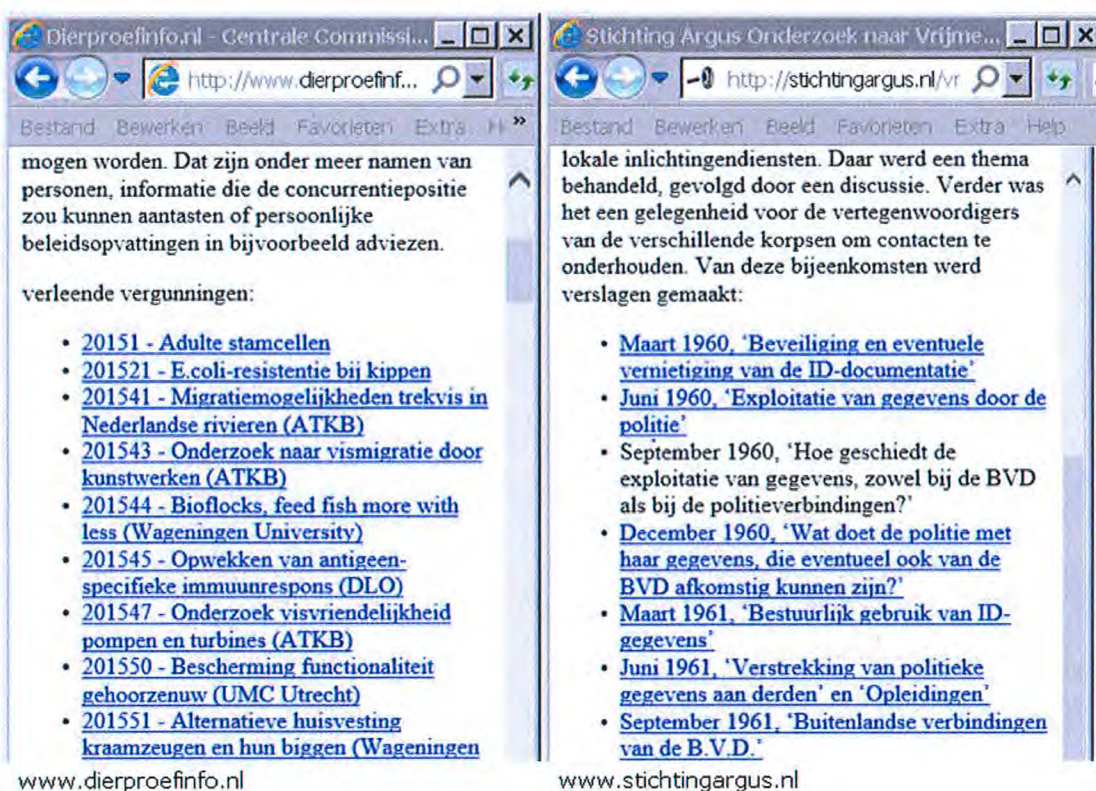 Dierproefinfo.nl - Centrale Commissi...
http://www.dierproefinf...
Bestand Bewerken Beeld Favorieten Extra H »
mogen worden. Dat zijn onder meer namen van
personen, informatie die de concurrentiepositie
zou kunnen aantasten of persoonlijke
beleidsopvattingen in bijvoorbeeld adviezen.
verleende vergunningen:
• 20151 - Adulte stamcellen
• 201521 - E.coli-resistentie bij kippen
• 201541 - Migratiemogelijkheden trekvis in
Nederlandse rivieren (ATKB)
• 201543 - Onderzoek naar vismigratie door
kunstwerken (ATKB)
• 201544 - Bioflocks, feed fish more with
less (Wageningen University)
• 201545 - Opwekken van antigeen-
specifieke immuunrespons (DLO)
• 201547 - Onderzoek visvriendelijkheid
pompen en turbines (ATKB)
• 201550 - Bescherming functionaliteit
gehoorzenuw (UMC Utrecht)
• 201551 - Alternatieve huisvesting
kraamzeugen en hun biggen (Wageningen
www.dierproefinfo.nl
Stichting Argus Onderzoek naar Vrijme...
http://stichtingargus.nl/vr
Bestand Bewerken Beeld Favorieten Extra Help
lokale inlichtingendiensten. Daar werd een thema
behandeld, gevolgd door een discussie. Verder was
het een gelegenheid voor de vertegenwoordigers
van de verschillende korpsen om contacten te
onderhouden. Van deze bijeenkomsten werd
verslagen gemaakt:
• Maart 1960, ‘Beveiliging en eventuele
vernietiging van de ID-documentatie’
• Juni 1960, ‘Exploitatie van gegevens door de
politie’
• September 1960, ‘Hoe geschiedt de
exploitatie van gegevens, zowel bij de BVD
als bij de politieverbindingen?’
• December 1960, ‘Wat doet de politie met
haar gegevens, die eventueel ook van de
BVD afkomstig kunnen zijn?’
• Maart 1961, ‘Bestuurlijk gebruik van ID-
gegevens’
• Juni 1961, ‘Verstrekking van politieke
gegevens aan derden’ en ‘Opleidingen’
• September 1961, ‘Buitenlandse verbindingen
van de B.V.D.’
www.stichtingargus.nl